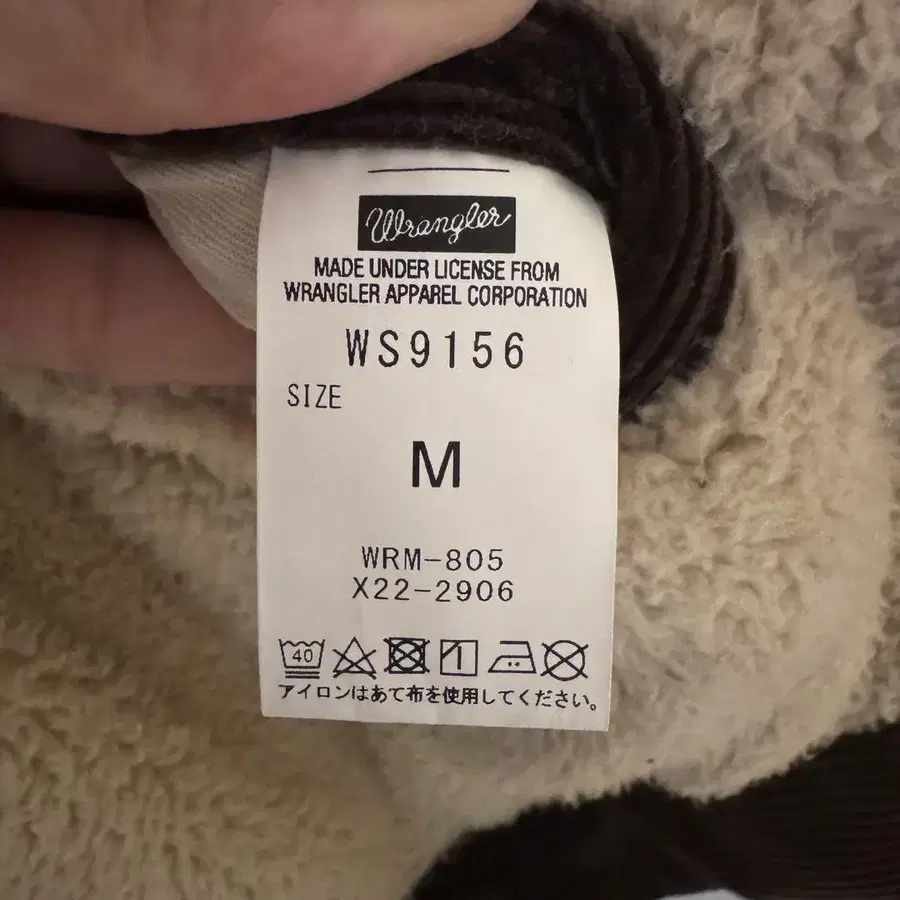 Wrangler
MADE UNDER LICENSE FROM
WRANGLER APPAREL CORPORATION
WS9156
SIZE
M
WRM-805
X22-2906
40
アイロンはあて布を使用してください。